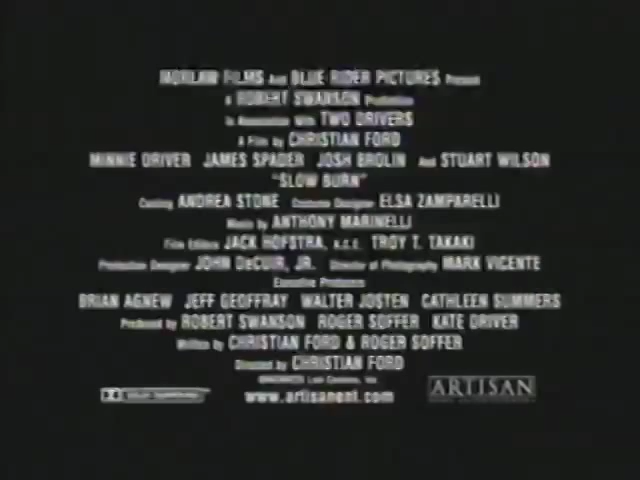 MOXLAW FILMS And BLUE RIDER PICTURES Present
A ROBERT SWANSON Production
In Association With TWO DRIVERS
A Film By CHRISTIAN FORD
MINNIE DRIVER JAMES SPADER JOSH BROLIN And STUART WILSON
"SLOW BURN"
Casting ANDREA STONE Costume Designer ELSA ZAMPARELLI
Music by ANTHONY MARINELLI
Film Editors JACK HOFSTRA, A.C.E. TROY T. TAKAKI
Production Designer JOHN DeCUIR, JR. Director of Photography MARK VICENTE
Executive Producers
BRIAN AGNEW JEFF GEOFFRAY WALTER JOSTEN CATHLEEN SUMMERS
Produced by ROBERT SWANSON ROGER SOFFER KATE DRIVER
Written by CHRISTIAN FORD & ROGER SOFFER
Directed by CHRISTIAN FORD
www.artisanent.com
ARTISAN